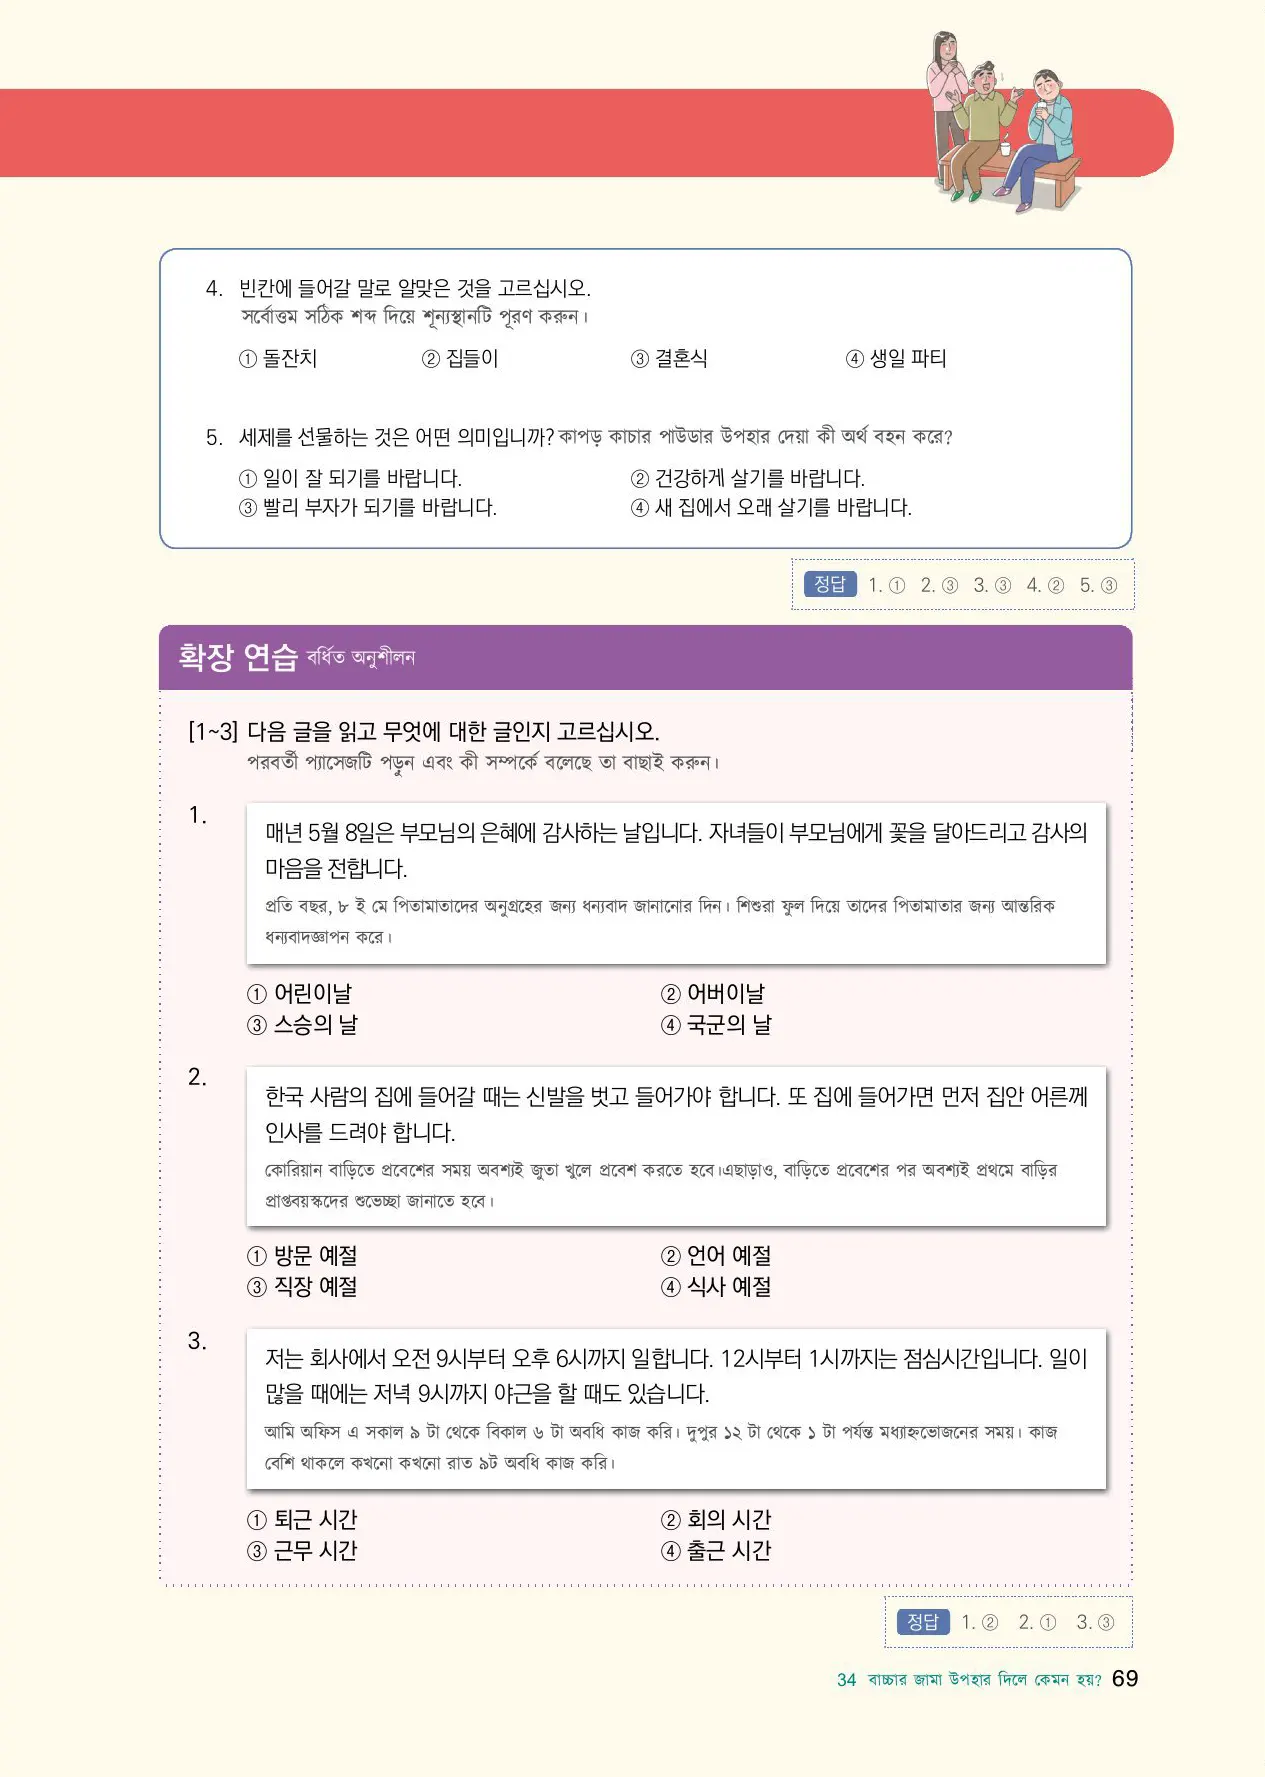 4. 빈칸에 들어갈 말로 알맞은 것을 고르십시오.
সর্বোত্তম সঠিক শব্দ দিয়ে শূন্যস্থানটি পূরণ করুন।
① 돌잔치 ② 집들이 ③ 결혼식 ④ 생일 파티
5. 세제를 선물하는 것은 어떤 의미입니까? কাপড় কাচার পাউডার উপহার দেয়া কী অর্থ বহন করে?
① 일이 잘 되기를 바랍니다. ② 건강하게 살기를 바랍니다.
③ 빨리 부자가 되기를 바랍니다. ④ 새 집에서 오래 살기를 바랍니다.
정답 1. ① 2. ③ 3. ③ 4. ② 5. ③
확장 연습 বর্ধিত অনুশীলন
[1~3] 다음 글을 읽고 무엇에 대한 글인지 고르십시오.
পরবর্তী প্যাসেজটি পড়ুন এবং কী সম্পর্কে বলেছে তা বাছাই করুন।
1.
매년 5월 8일은 부모님의 은혜에 감사하는 날입니다. 자녀들이 부모님에게 꽃을 달아드리고 감사의
마음을 전합니다.
প্রতি বছর, ৮ ই মে পিতামাতাদের অনুগ্রহের জন্য ধন্যবাদ জানানোর দিন। শিশুরা ফুল দিয়ে তাদের পিতামাতার জন্য আন্তরিক
ধন্যবাদজ্ঞাপন করে।
① 어린이날 ② 어버이날
③ 스승의 날 ④ 국군의 날
2.
한국 사람의 집에 들어갈 때는 신발을 벗고 들어가야 합니다. 또 집에 들어가면 먼저 집안 어른께
인사를 드려야 합니다.
কোরিয়ান বাড়িতে প্রবেশের সময় অবশ্যই জুতা খুলে প্রবেশ করতে হবে।এছাড়াও, বাড়িতে প্রবেশের পর অবশ্যই প্রথমে বাড়ির
প্রাপ্তবয়স্কদের শুভেচ্ছা জানাতে হবে।
① 방문 예절 ② 언어 예절
③ 직장 예절 ④ 식사 예절
3.
저는 회사에서 오전 9시부터 오후 6시까지 일합니다. 12시부터 1시까지는 점심시간입니다. 일이
많을 때에는 저녁 9시까지 야근을 할 때도 있습니다.
আমি অফিস এ সকাল ৯ টা থেকে বিকাল ৬ টা অবধি কাজ করি। দুপুর ১২ টা থেকে ১ টা পর্যন্ত মধ্যাহ্নভোজনের সময়। কাজ
বেশি থাকলে কখনো কখনো রাত ৯ট অবধি কাজ করি।
① 퇴근 시간 ② 회의 시간
③ 근무 시간 ④ 출근 시간
정답 1. ② 2. ① 3. ③
34 বাচ্চার জামা উপহার দিলে কেমন হয়? 69